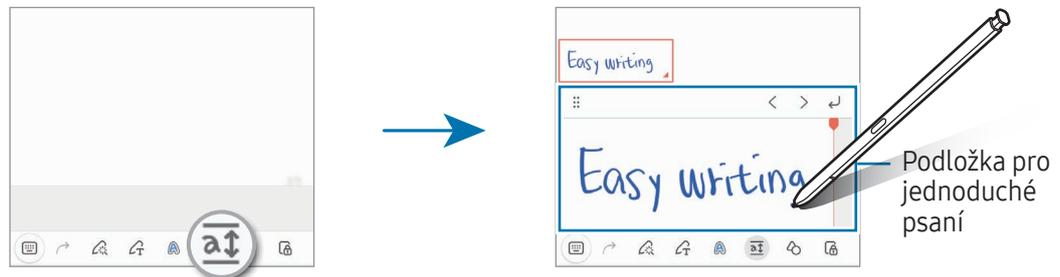 Easy writing
Easy writing
Podložka pro
jednoduché
psaní